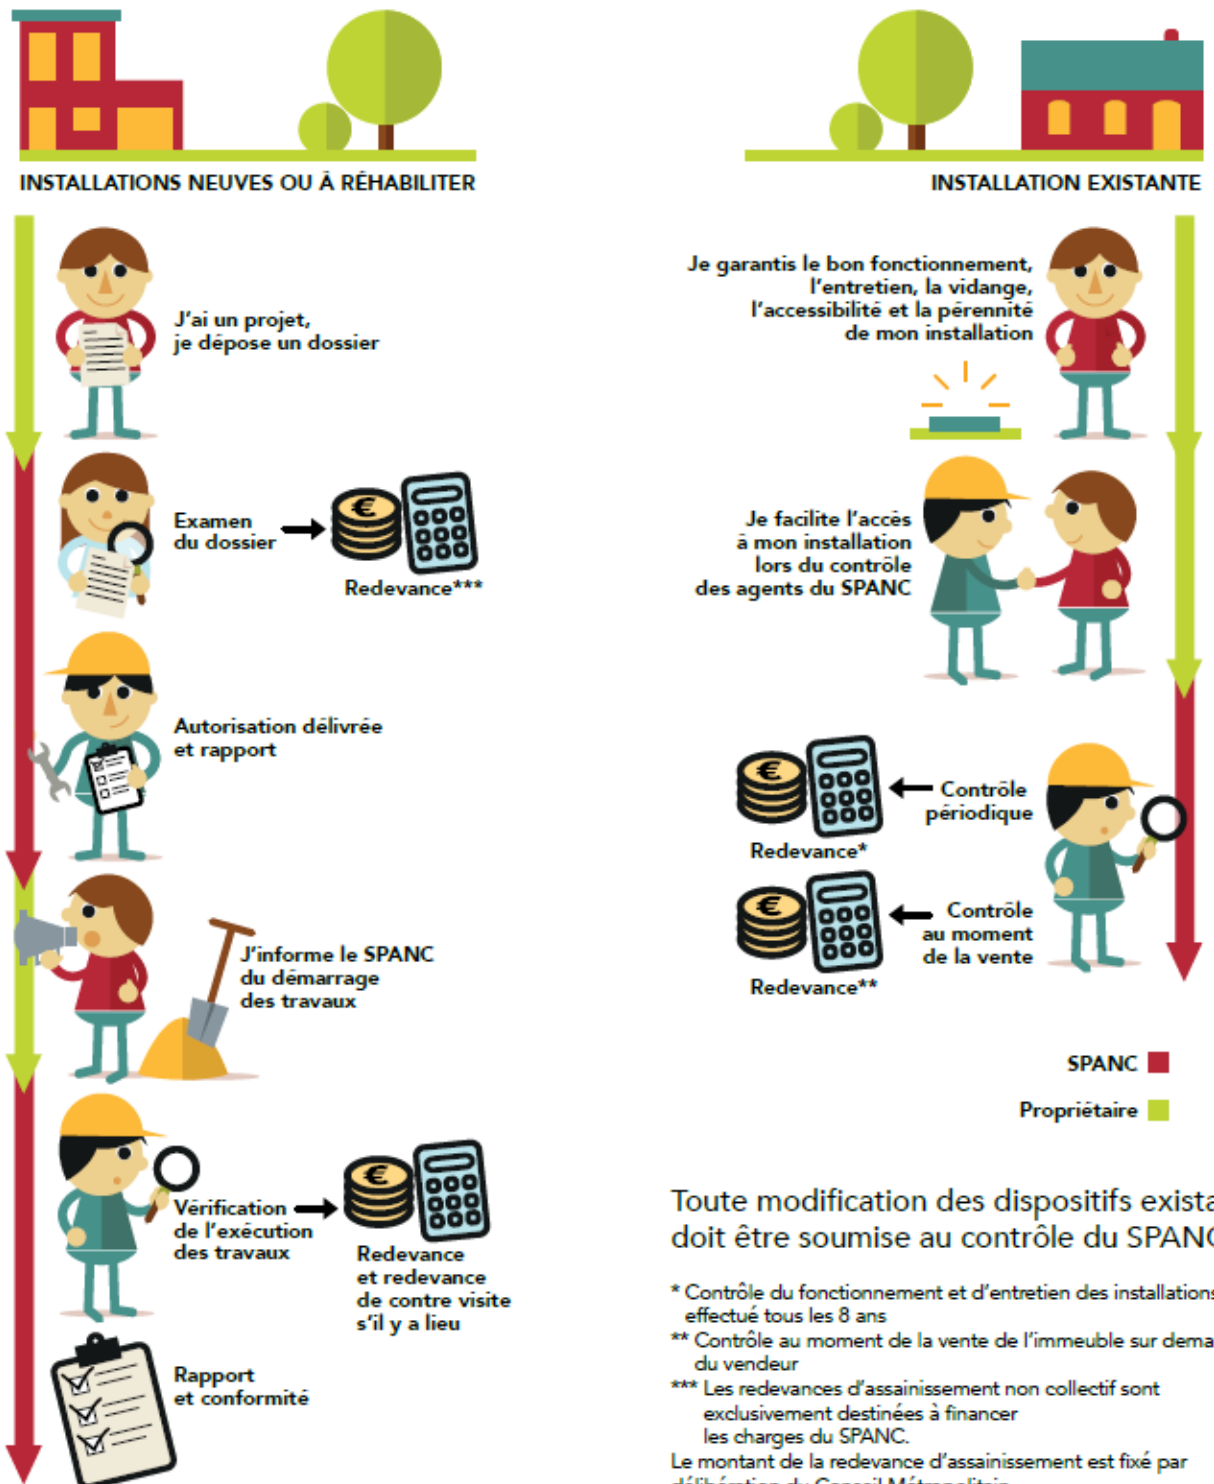 INSTALLATIONS NEUVES OU À RÉHABILITER
J'ai un projet,
je dépose un dossier
Examen
du dossier
Redevance***
Autorisation délivrée
et rapport
J'informe le SPANC
du démarrage
des travaux
Vérification
de l'exécution
des travaux
Redevance
et redevance
de contre visite
s'il y a lieu
Rapport
et conformité
INSTALLATION EXISTANTE
Je garantis le bon fonctionnement,
l'entretien, la vidange,
l'accessibilité et la pérennité
de mon installation
Je facilite l'accès
à mon installation
lors du contrôle
des agents du SPANC
Contrôle
périodique
Redevance*
Contrôle
au moment
de la vente
Redevance**
SPANC
Propriétaire
Toute modification des dispositifs exista
doit être soumise au contrôle du SPANC
* Contrôle du fonctionnement et d'entretien des installations
effectué tous les 8 ans
** Contrôle au moment de la vente de l'immeuble sur dema
du vendeur
*** Les redevances d'assainissement non collectif sont
exclusivement destinées à financer
les charges du SPANC.
Le montant de la redevance d'assainissement est fixé par
délibération du Conseil Métropolitain